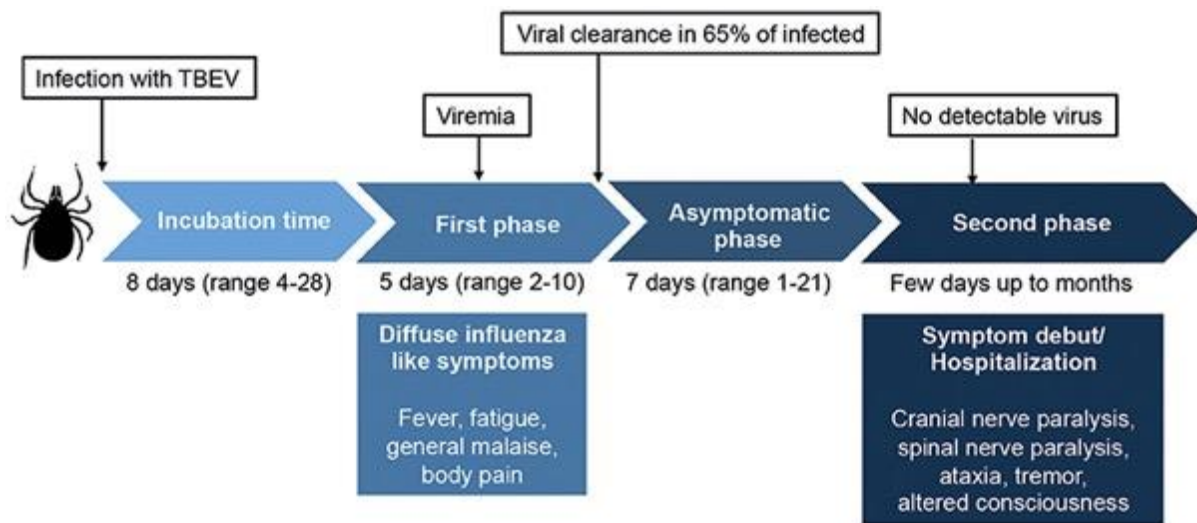 Viral clearance in 65% of infected
Infection with TBEV
Viremia
No detectable virus
Incubation time
First phase
Asymptomatic
phase
Second phase
8 days (range 4-28)
5 days (range 2-10)
7 days (range 1-21)
Few days up to months
Diffuse influenza
like symptoms
Fever, fatigue,
general malaise,
body pain
Symptom debut/
Hospitalization
Cranial nerve paralysis,
spinal nerve paralysis,
ataxia, tremor,
altered consciousness